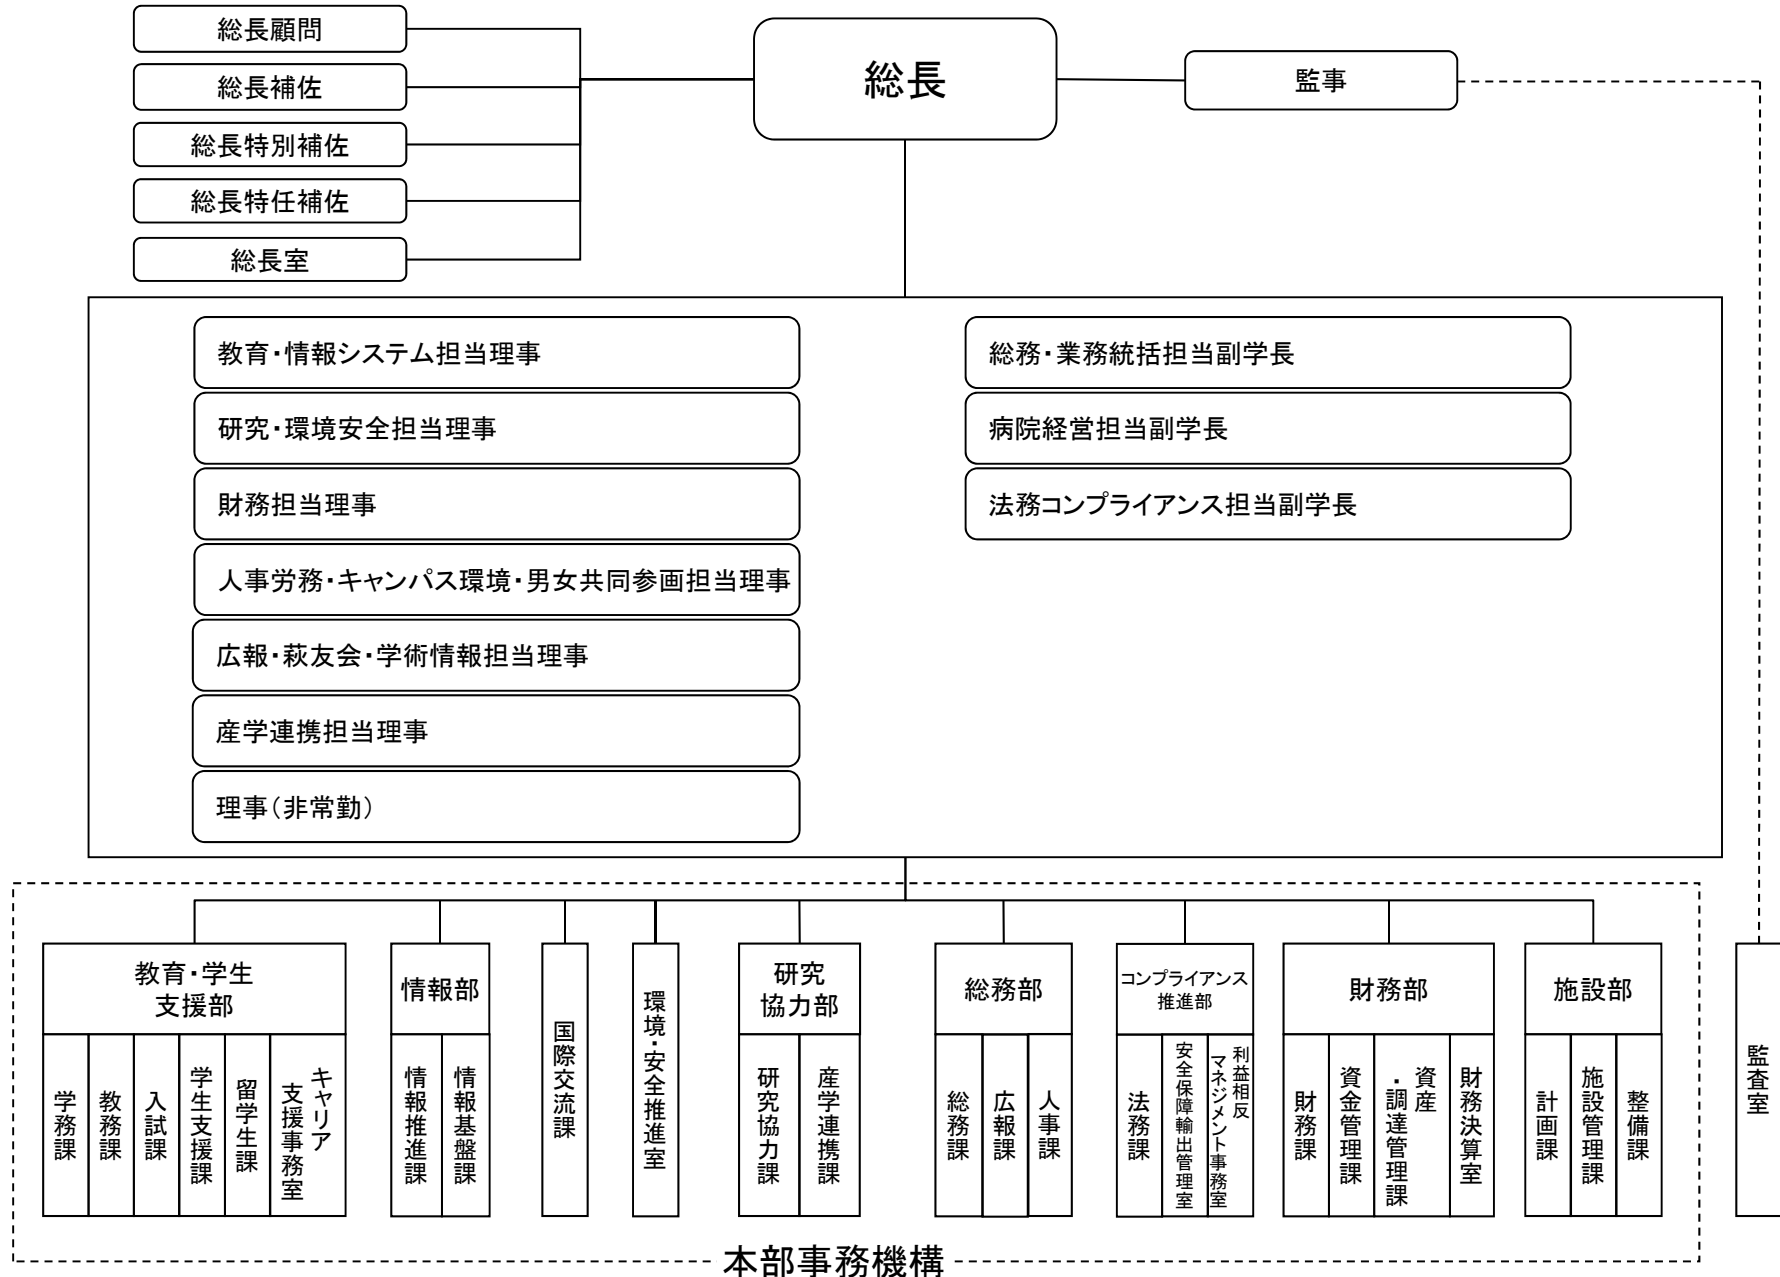 総長顧問
総長補佐
総長特別補佐
総長特任補佐
総長室
総長
監事
教育・情報システム担当理事
研究・環境安全担当理事
財務担当理事
人事労務・キャンパス環境・男女共同参画担当理事
広報・萩友会・学術情報担当理事
産学連携担当理事
理事（非常勤）
総務・業務統括担当副学長
病院経営担当副学長
法務コンプライアンス担当副学長
教育・学生
支援部
学務課
教務課
入試課
学生支援課
留学生課
キャリア
支援事務室
情報部
情報推進課
情報基盤課
国際交流課
環境・安全推進室
研究
協力部
研究協力課
産学連携課
総務部
総務課
広報課
人事課
コンプライアンス
推進部
法務課
安全保障輸出管理室
利益相反
マネジメント事務室
財務部
財務課
資金管理課
資産
・調達管理課
財務決算室
施設部
計画課
施設管理課
整備課
監査室
本部事務機構